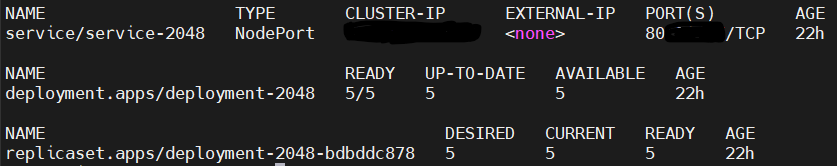 NAME TYPE CLUSTER-IP EXTERNAL-IP PORT(S) AGE
service/service-2048 NodePort <none> 80 /TCP 22h
NAME READY UP-TO-DATE AVAILABLE AGE
deployment.apps/deployment-2048 5/5 5 5 22h
NAME DESIRED CURRENT READY AGE
replicaset.apps/deployment-2048-bdbddc878 5 5 5 22h